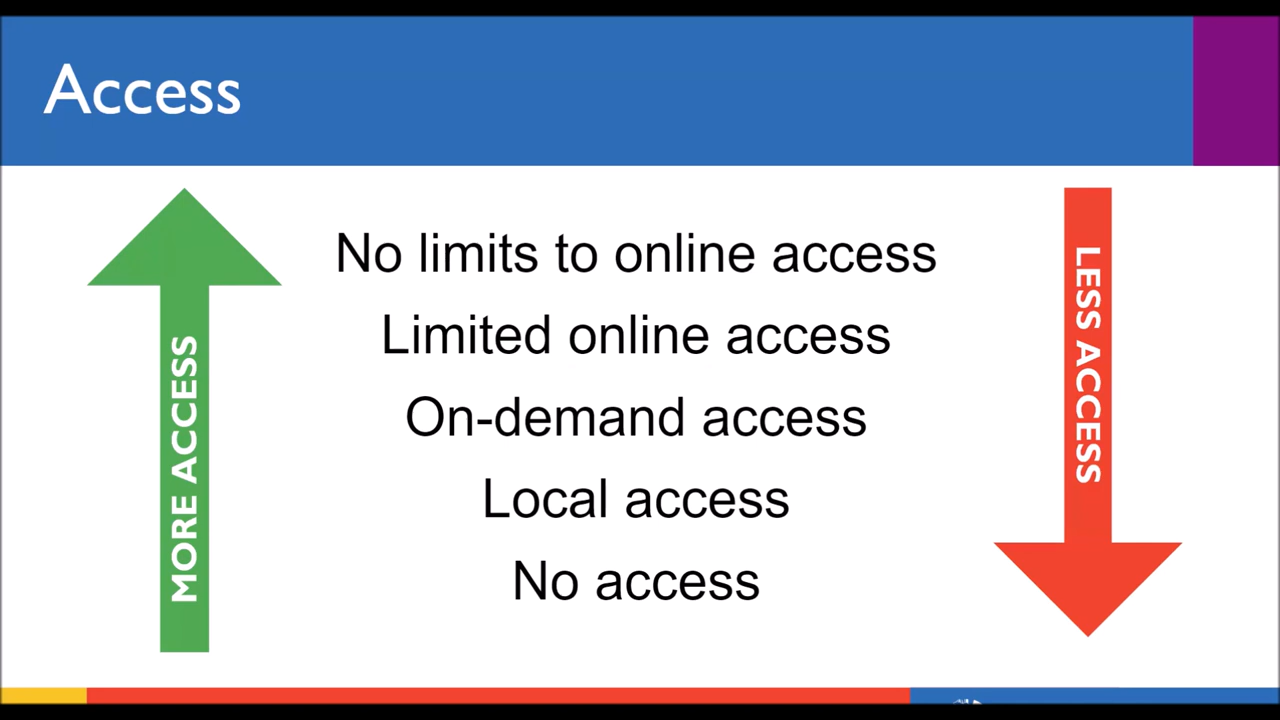 Access
No limits to online access
Limited online access
On-demand access
Local access
No access
MORE ACCESS
LESS ACCESS